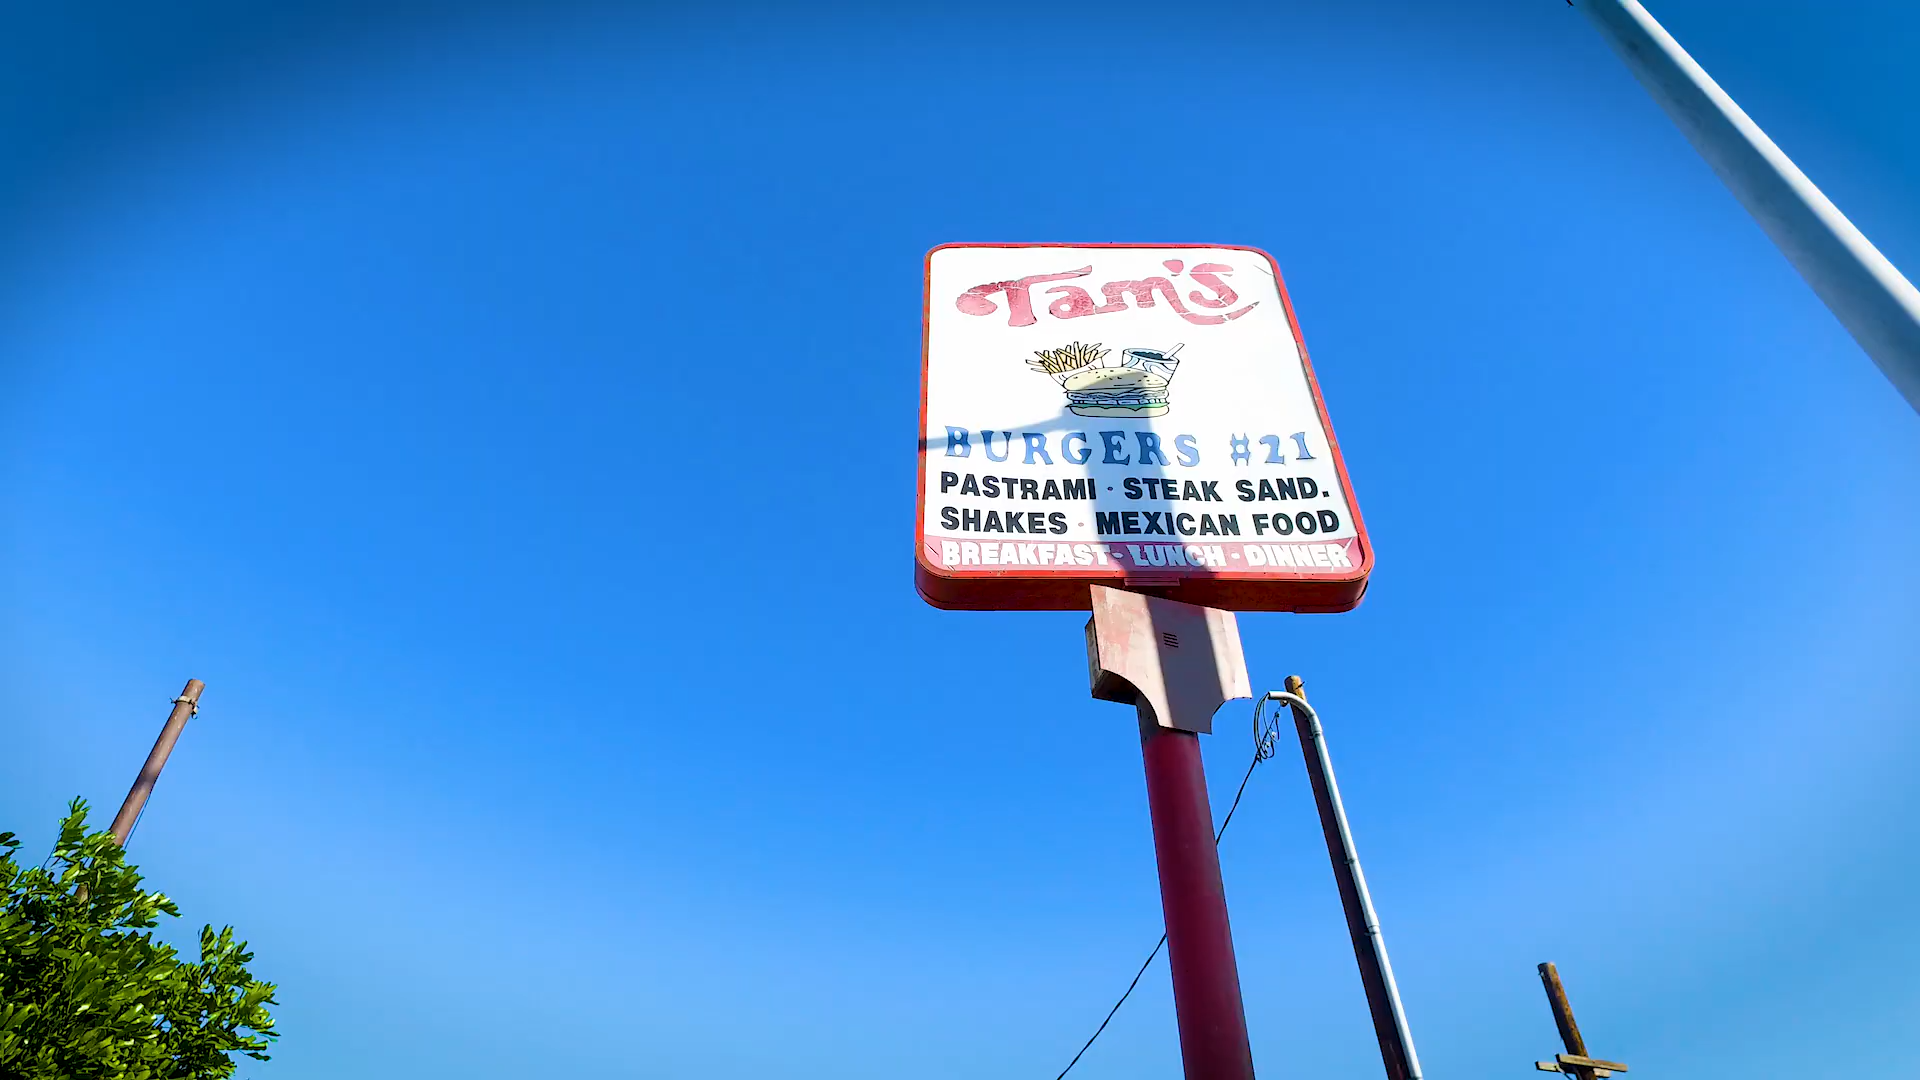 Tam's
BURGERS #21
PASTRAMI · STEAK SAND.
SHAKES · MEXICAN FOOD
BREAKFAST · LUNCH · DINNER